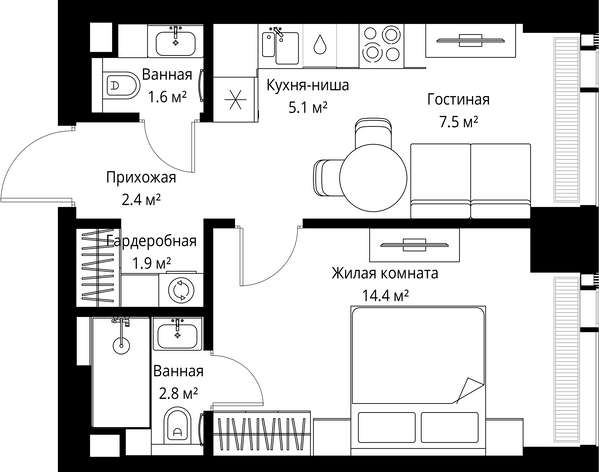 Ванная
1.6 м²
Кухня-ниша
5.1 м²
Гостиная
7.5 м²
Прихожая
2.4 м²
Гардеробная
1.9 м²
Жилая комната
14.4 м²
Ванная
2.8 м²